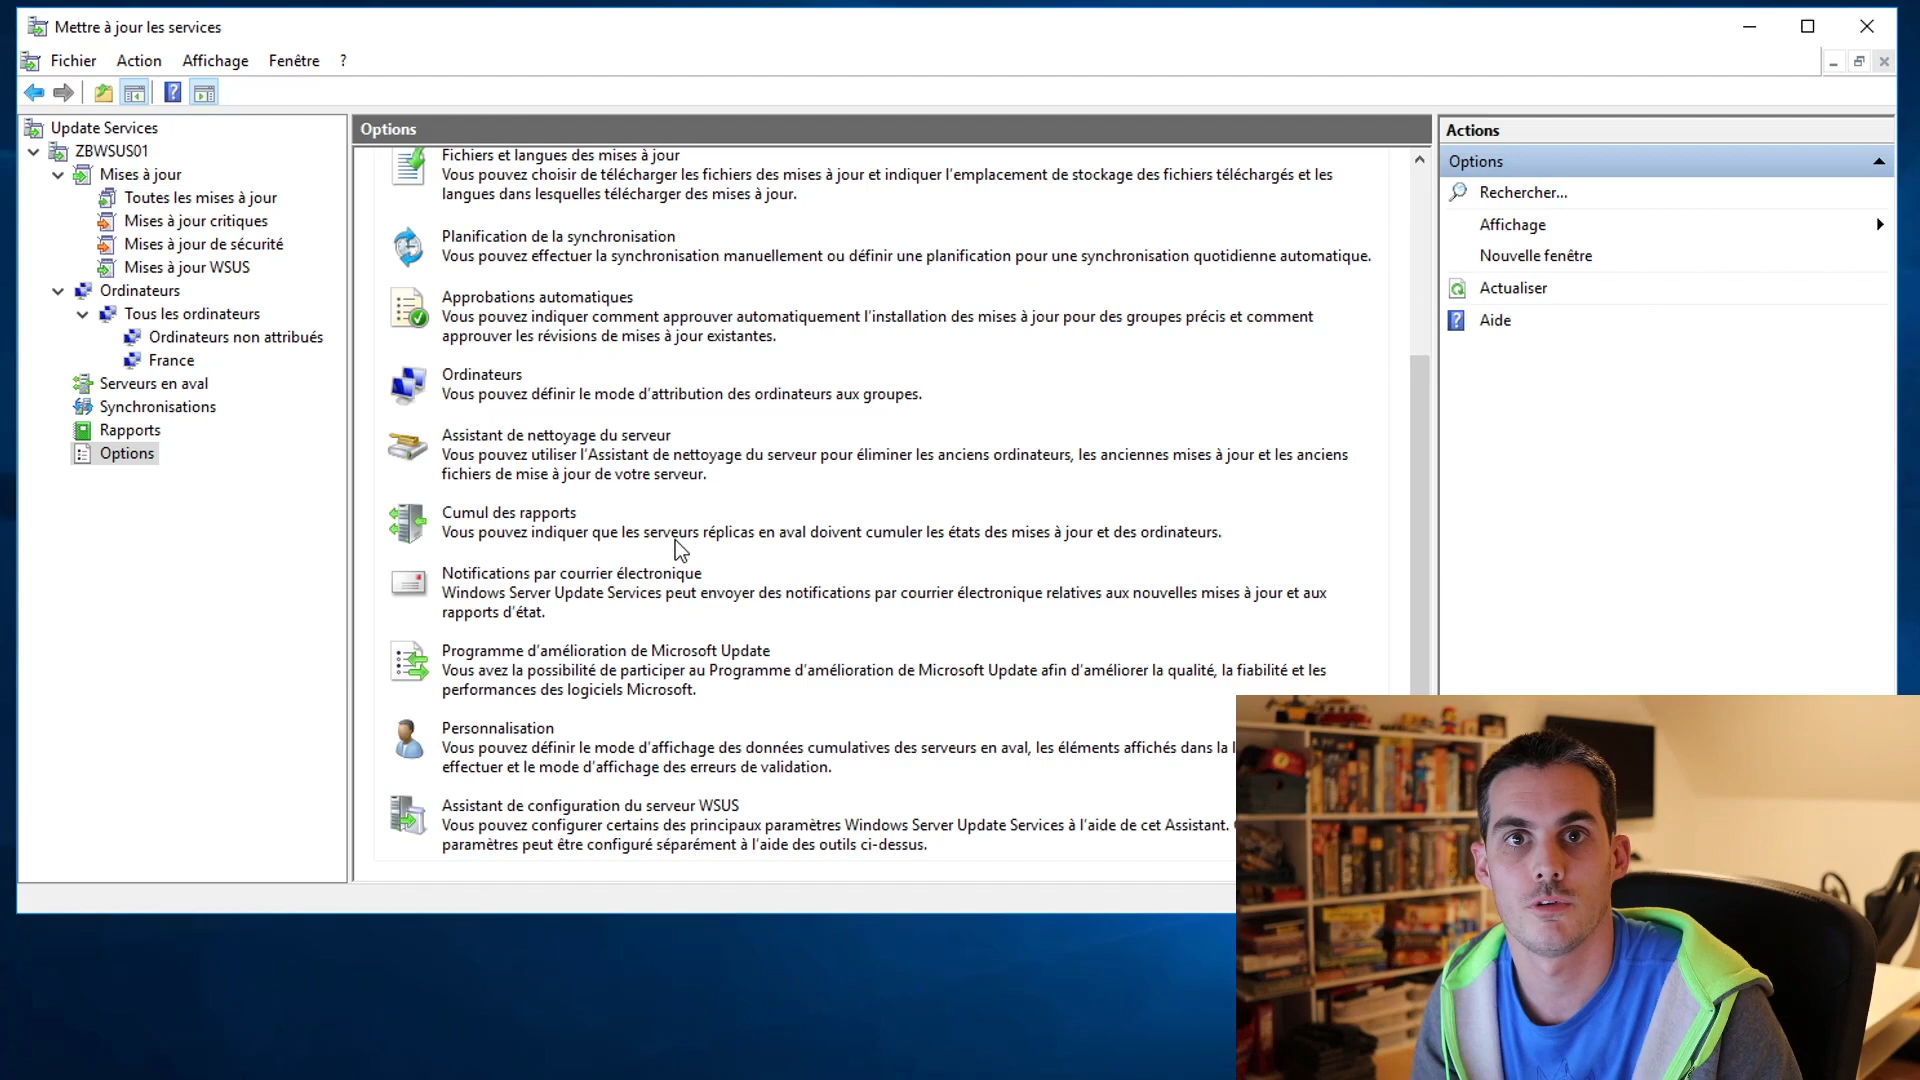 Mettre à jour les services
Fichier Action Affichage Fenêtre ?
Update Services
ZBWSUS01
Mises à jour
Toutes les mises à jour
Mises à jour critiques
Mises à jour de sécurité
Mises à jour WSUS
Ordinateurs
Tous les ordinateurs
Ordinateurs non attribués
France
Serveurs en aval
Synchronisations
Rapports
Options
Options
Fichiers et langues des mises à jour
Vous pouvez choisir de télécharger les fichiers des mises à jour et indiquer l'emplacement de stockage des fichiers téléchargés et les
langues dans lesquelles télécharger des mises à jour.
Planification de la synchronisation
Vous pouvez effectuer la synchronisation manuellement ou définir une planification pour une synchronisation quotidienne automatique.
Approbations automatiques
Vous pouvez indiquer comment approuver automatiquement l'installation des mises à jour pour des groupes précis et comment
approuver les révisions de mises à jour existantes.
Ordinateurs
Vous pouvez définir le mode d'attribution des ordinateurs aux groupes.
Assistant de nettoyage du serveur
Vous pouvez utiliser l'Assistant de nettoyage du serveur pour éliminer les anciens ordinateurs, les anciennes mises à jour et les anciens
fichiers de mise à jour de votre serveur.
Cumul des rapports
Vous pouvez indiquer que les serveurs réplicas en aval doivent cumuler les états des mises à jour et des ordinateurs.
Notifications par courrier électronique
Windows Server Update Services peut envoyer des notifications par courrier électronique relatives aux nouvelles mises à jour et aux
rapports d'état.
Programme d'amélioration de Microsoft Update
Vous avez la possibilité de participer au Programme d'amélioration de Microsoft Update afin d'améliorer la qualité, la fiabilité et les
performances des logiciels Microsoft.
Personnalisation
Vous pouvez définir le mode d'affichage des données cumulatives des serveurs en aval, les éléments affichés dans la
effectuer et le mode d'affichage des erreurs de validation.
Assistant de configuration du serveur WSUS
Vous pouvez configurer certains des principaux paramètres Windows Server Update Services à l'aide de cet Assistant.
paramètres peut être configuré séparément à l'aide des outils ci-dessus.
Actions
Options
Rechercher...
Affichage
Nouvelle fenêtre
Actualiser
Aide